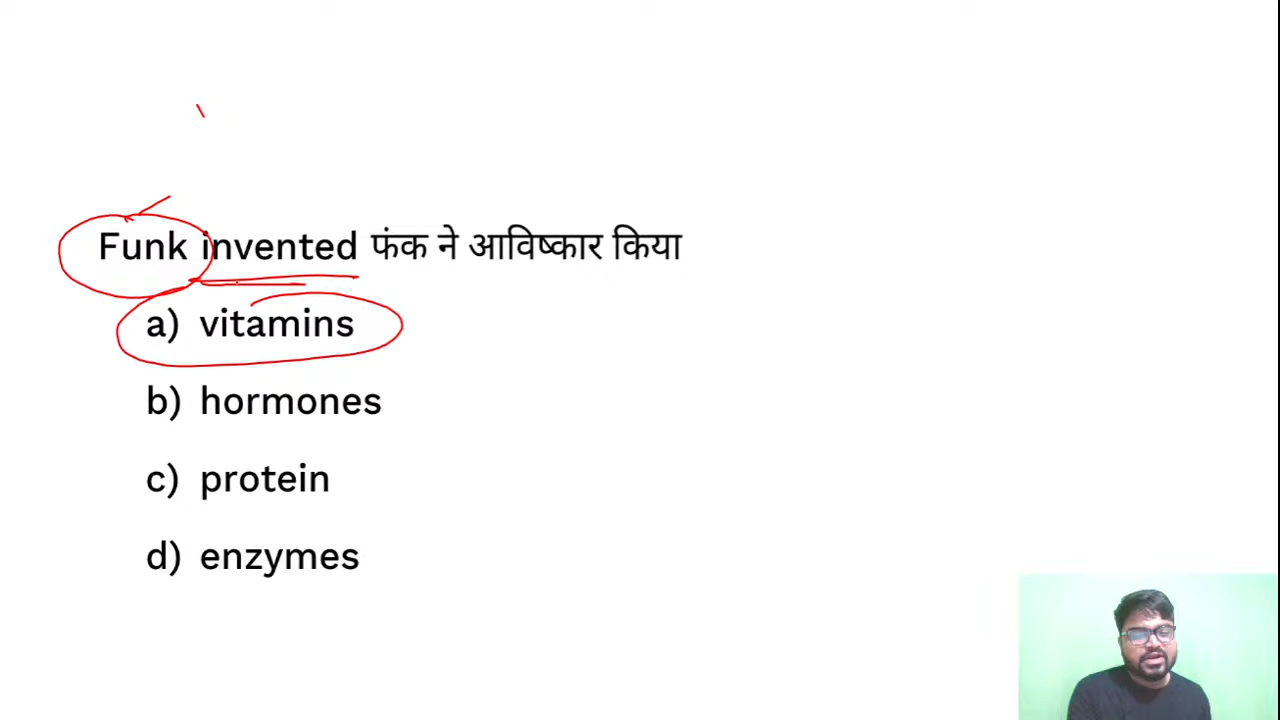 Funk invented फंक ने आविष्कार किया
a) vitamins
b) hormones
c) protein
d) enzymes